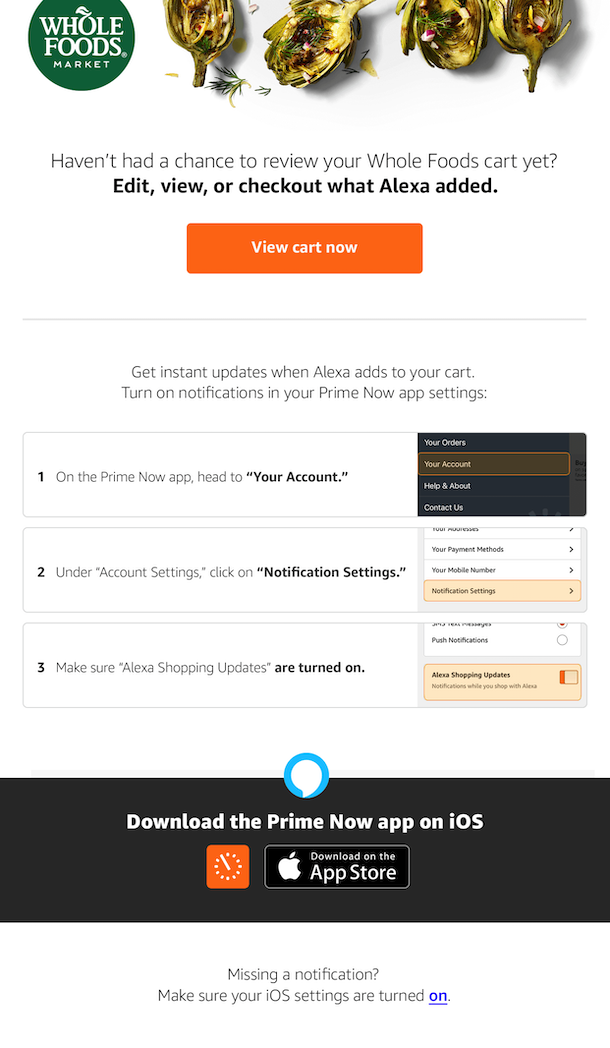 WHOLE
FOODS®
MARKET
Haven’t had a chance to review your Whole Foods cart yet?
Edit, view, or checkout what Alexa added.
View cart now
Get instant updates when Alexa adds to your cart.
Turn on notifications in your Prime Now app settings:
1 On the Prime Now app, head to “Your Account.”
Your Orders
Your Account
Help & About
Contact Us
2 Under “Account Settings,” click on “Notification Settings.”
Your Addresses
Your Payment Methods
Your Mobile Number
Notification Settings
3 Make sure “Alexa Shopping Updates” are turned on.
SMS Text Messages
Push Notifications
Alexa Shopping Updates
Notifications while you shop with Alexa
Download the Prime Now app on iOS
Download on the
App Store
Missing a notification?
Make sure your iOS settings are turned on.